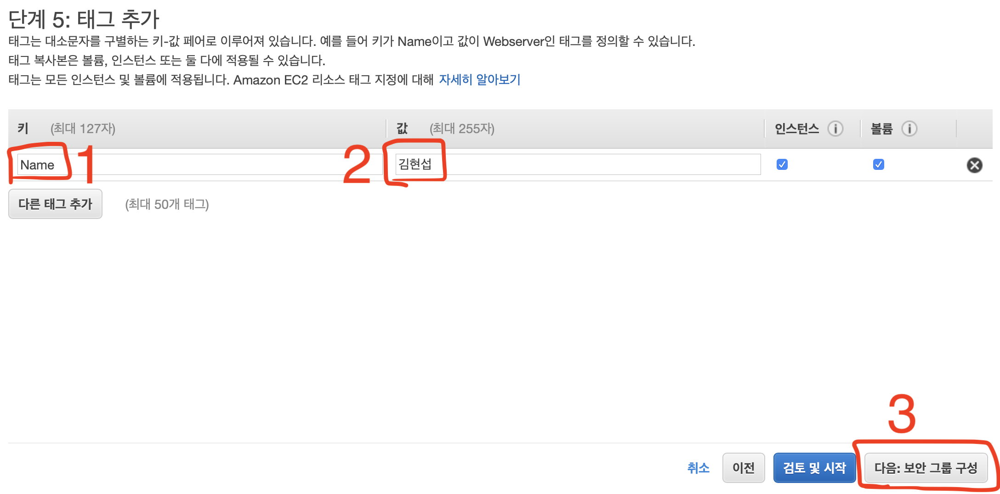 단계 5: 태그 추가
태그는 대소문자를 구별하는 키-값 페어로 이루어져 있습니다. 예를 들어 키가 Name이고 값이 Webserver인 태그를 정의할 수 있습니다.
태그 복사본은 볼륨, 인스턴스 또는 둘 다에 적용될 수 있습니다.
태그는 모든 인스턴스 및 볼륨에 적용됩니다. Amazon EC2 리소스 태그 지정에 대해 자세히 알아보기
키 (최대 127자) 값 (최대 255자) 인스턴스 i 볼륨 i
Name 1 2 김현섭
다른 태그 추가 (최대 50개 태그)
3
취소 이전 검토 및 시작 다음: 보안 그룹 구성